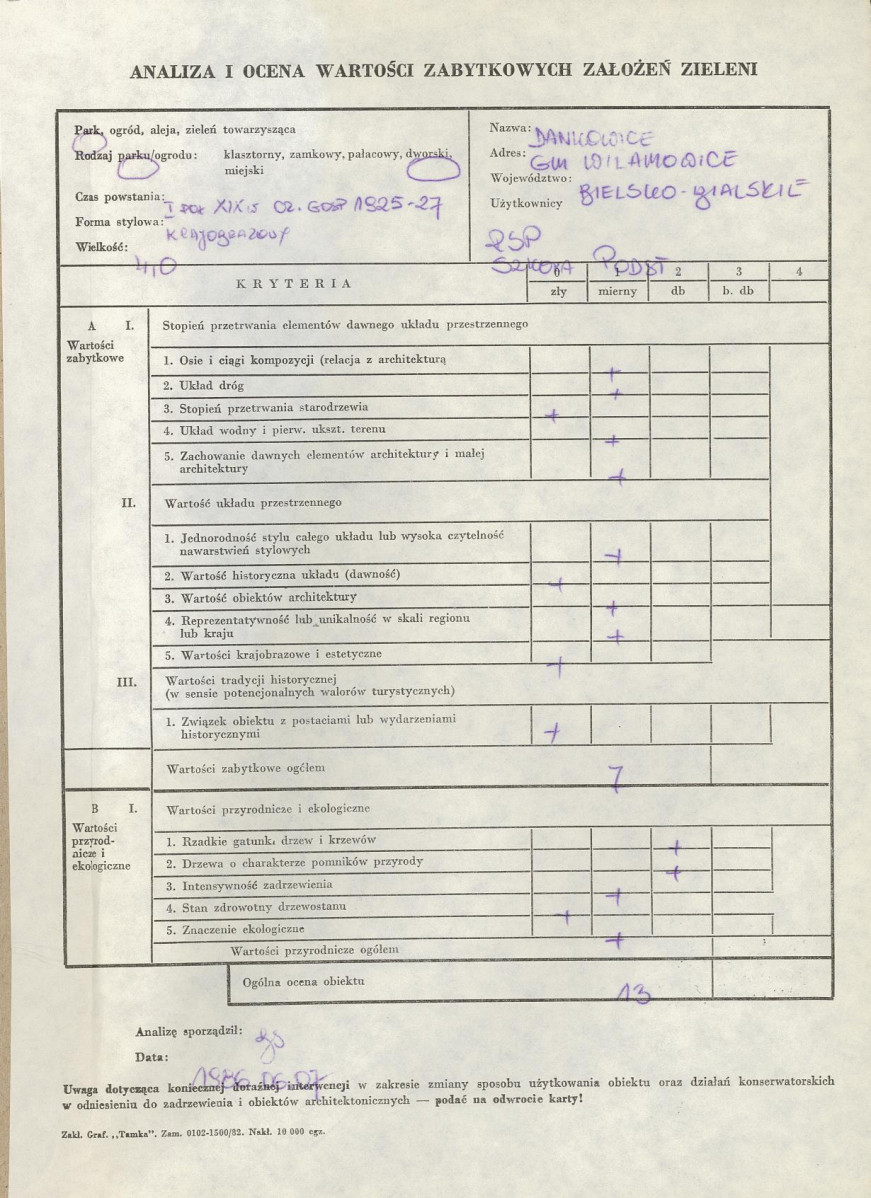 ANALIZA I OCENA WARTOŚCI ZABYTKOWYCH ZAŁOŻEŃ ZIELENI
Park, ogród, aleja, zieleń towarzysząca
Rodzaj parku/ogrodu: klasztorny, zamkowy, pałacowy, dworski,
miejski
Czas powstania: I poł XIX s cz. GOSP 1925-27
Forma stylowa: KRAJOBRAZOWY
Wielkość: 4,0
Nazwa: DANKOWICE
Adres: GM WILAMOWICE
Województwo: BIELSKO-BIALSKIE
Użytkownicy
RSP
SZKOŁA PODST
KRYTERIA
0 1 2 3 4
zły mierny db b. db
A I. Stopień przetrwania elementów dawnego układu przestrzennego
Wartości
zabytkowe
1. Osie i ciągi kompozycji (relacja z architekturą +
2. Układ dróg +
3. Stopień przetrwania starodrzewia +
4. Układ wodny i pierw. ukszt. terenu +
5. Zachowanie dawnych elementów architektury i małej
architektury +
II. Wartość układu przestrzennego
1. Jednorodność stylu całego układu lub wysoka czytelność
nawarstwień stylowych +
2. Wartość historyczna układu (dawność) +
3. Wartość obiektów architektury +
4. Reprezentatywność lub unikalność w skali regionu
lub kraju +
5. Wartości krajobrazowe i estetyczne +
III. Wartości tradycji historycznej
(w sensie potencjonalnych walorów turystycznych)
1. Związek obiektu z postaciami lub wydarzeniami
historycznymi +
Wartości zabytkowe ogółem 7
B I. Wartości przyrodnicze i ekologiczne
Wartości
przyrod-
nicze i
ekologiczne
1. Rzadkie gatunki drzew i krzewów +
2. Drzewa o charakterze pomników przyrody +
3. Intensywność zadrzewienia +
4. Stan zdrowotny drzewostanu +
5. Znaczenie ekologiczne +
Wartości przyrodnicze ogółem
Ogólna ocena obiektu 13
Analizę sporządził:
Data: 1986.06.07
Uwaga dotycząca koniecznej doraźnej interwencji w zakresie zmiany sposobu użytkowania obiektu oraz działań konserwatorskich
w odniesieniu do zadrzewienia i obiektów architektonicznych — podać na odwrocie karty!
Zakł. Graf. „Tamka". Zam. 0102-1500/82. Nakł. 10 000 egz.